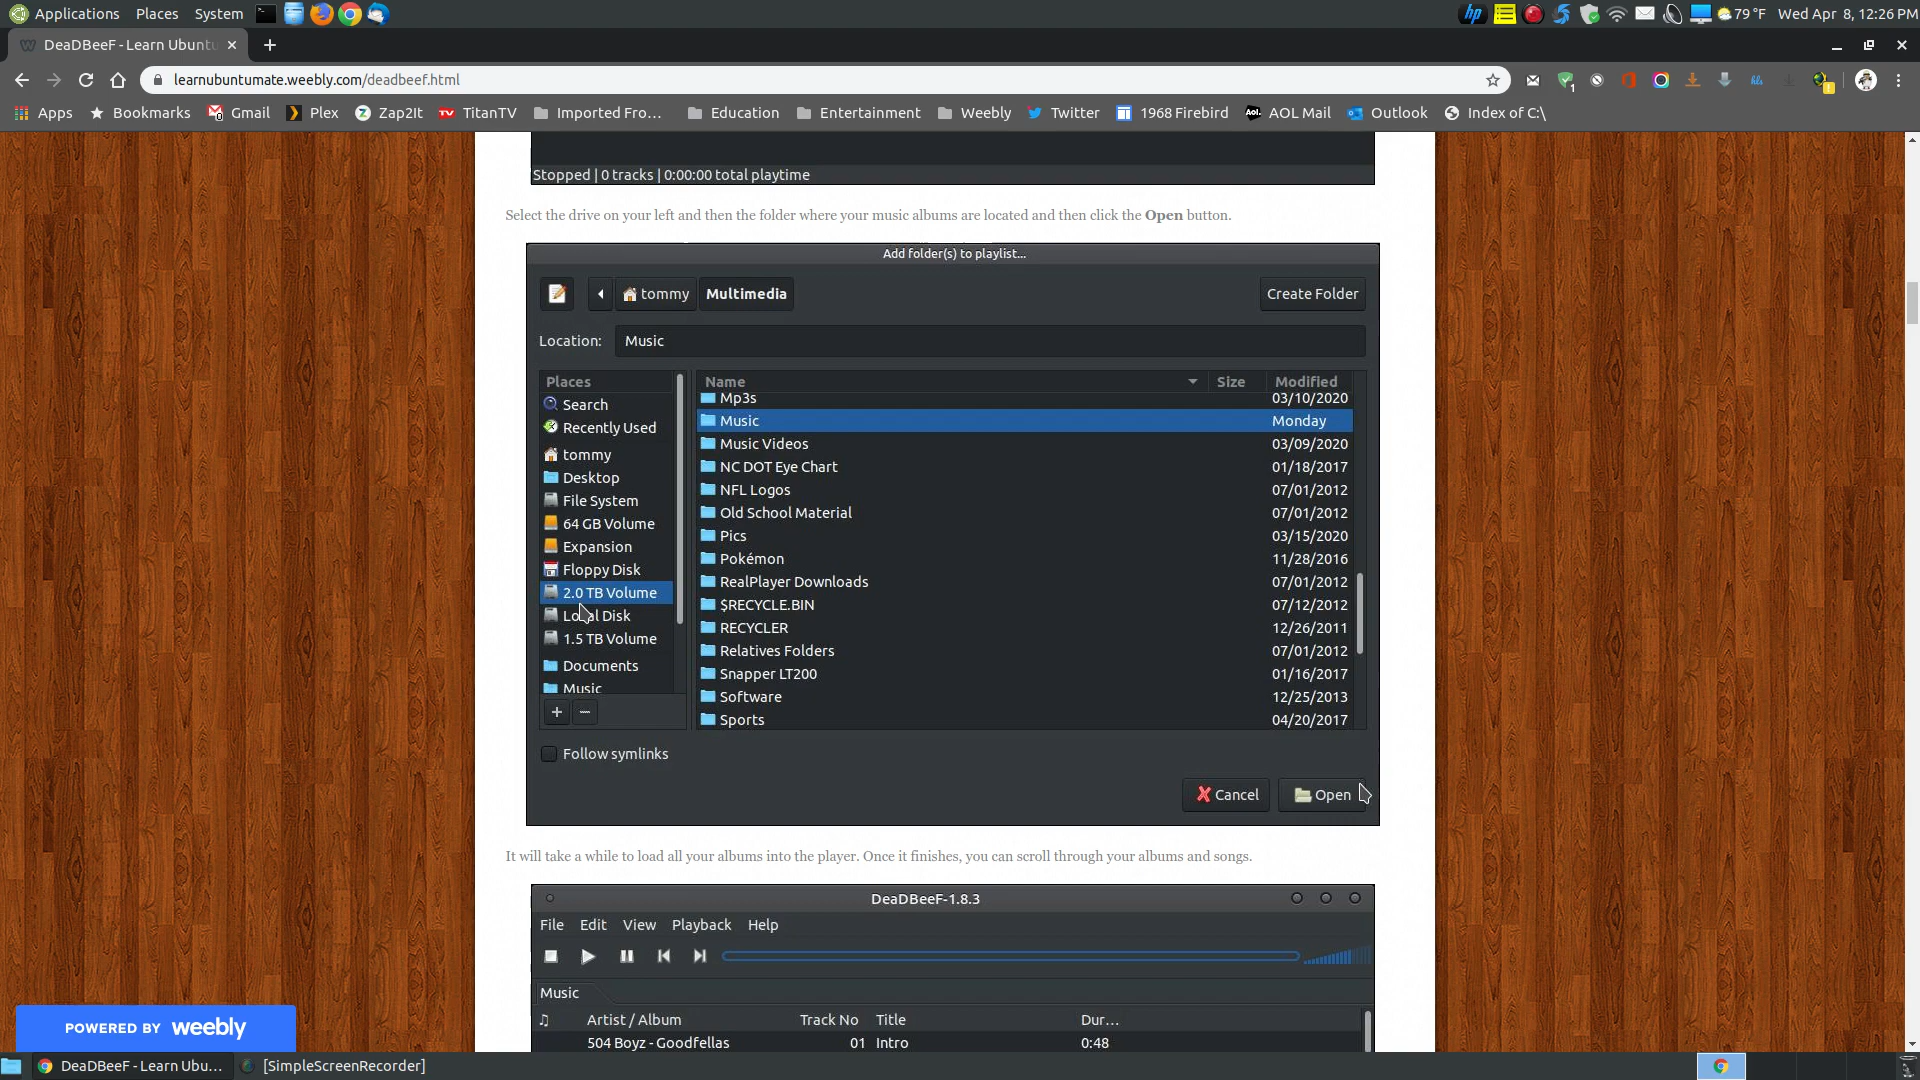 Applications Places System 79 °F Wed Apr 8, 12:26 PM
DeaDBeeF - Learn Ubunt
learnubuntumate.weebly.com/deadbeef.html
Apps Bookmarks Gmail Plex Zap2It TitanTV Imported Fro... Education Entertainment Weebly Twitter 1968 Firebird AOL Mail Outlook Index of C:\
Stopped | 0 tracks | 0:00:00 total playtime
Select the drive on your left and then the folder where your music albums are located and then click the Open button.
Add folder(s) to playlist...
tommy Multimedia Create Folder
Location: Music
Places
Search
Recently Used
tommy
Desktop
File System
64 GB Volume
Expansion
Floppy Disk
2.0 TB Volume
Local Disk
1.5 TB Volume
Documents
Music
Name Size Modified
Mp3s 03/10/2020
Music Monday
Music Videos 03/09/2020
NC DOT Eye Chart 01/18/2017
NFL Logos 07/01/2012
Old School Material 07/01/2012
Pics 03/15/2020
Pokémon 11/28/2016
RealPlayer Downloads 07/01/2012
$RECYCLE.BIN 07/12/2012
RECYCLER 12/26/2011
Relatives Folders 07/01/2012
Snapper LT200 01/16/2017
Software 12/25/2013
Sports 04/20/2017
Follow symlinks
Cancel Open
It will take a while to load all your albums into the player. Once it finishes, you can scroll through your albums and songs.
DeaDBeeF-1.8.3
File Edit View Playback Help
Music
Artist / Album Track No Title Dur...
504 Boyz - Goodfellas 01 Intro 0:48
POWERED BY weebly
DeaDBeeF - Learn Ubu... [SimpleScreenRecorder]